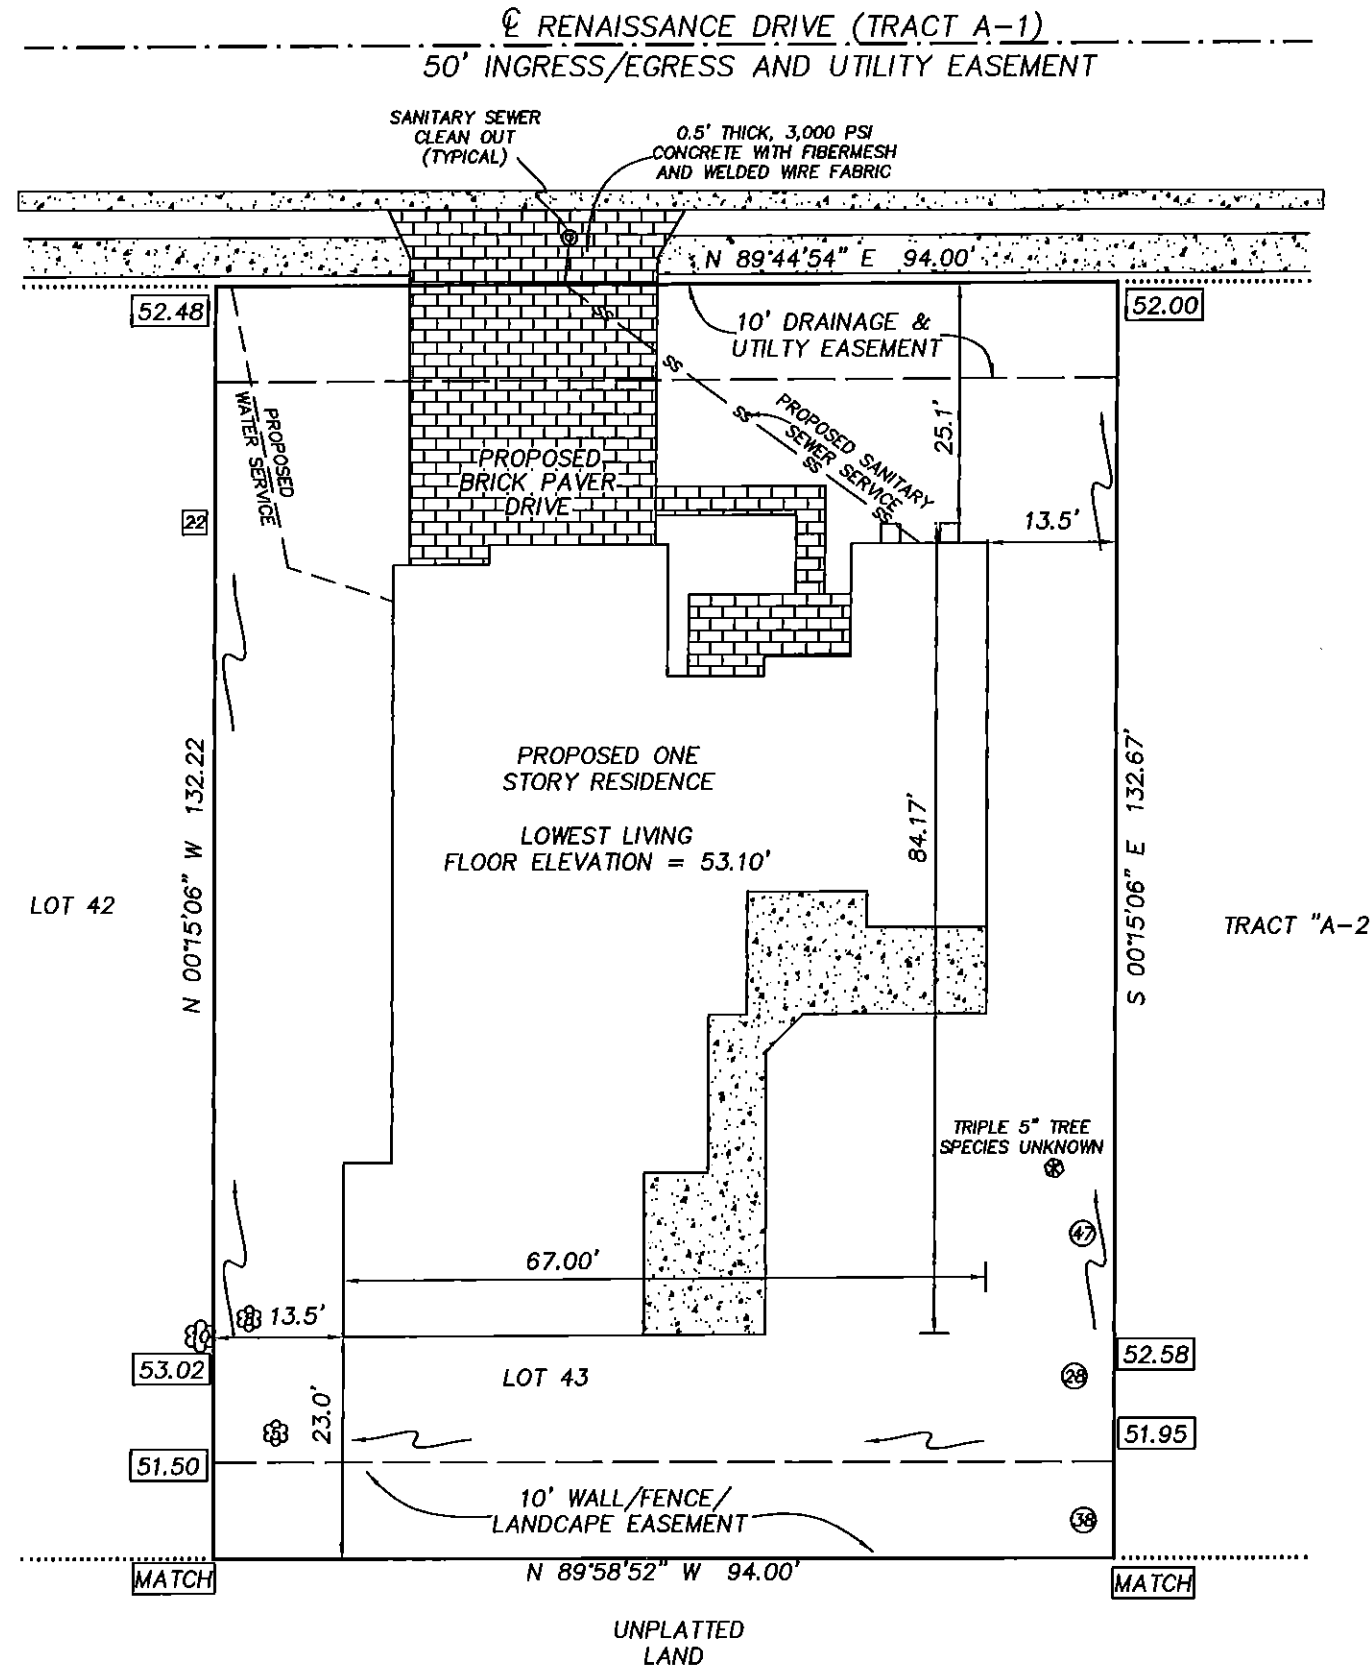 ℄ RENAISSANCE DRIVE (TRACT A-1)
50' INGRESS/EGRESS AND UTILITY EASEMENT
SANITARY SEWER
CLEAN OUT
(TYPICAL)
0.5' THICK, 3,000 PSI
CONCRETE WITH FIBERMESH
AND WELDED WIRE FABRIC
N 89°44'54" E 94.00'
52.48
52.00
10' DRAINAGE &
UTILTY EASEMENT
SS
SS
SS
SS
SS
PROPOSED
WATER SERVICE
PROPOSED SANITARY
SEWER SERVICE
25.1'
PROPOSED
BRICK PAVER
DRIVE
22
13.5'
PROPOSED ONE
STORY RESIDENCE
LOWEST LIVING
FLOOR ELEVATION = 53.10'
84.17'
N 00°15'06" W 132.22
S 00°15'06" E 132.67'
LOT 42
TRACT "A-2
TRIPLE 5" TREE
SPECIES UNKNOWN
47
67.00'
13.5'
53.02
52.58
LOT 43
28
23.0'
5
51.95
51.50
10' WALL/FENCE/
LANDCAPE EASEMENT
38
N 89°58'52" W 94.00'
MATCH
MATCH
UNPLATTED
LAND